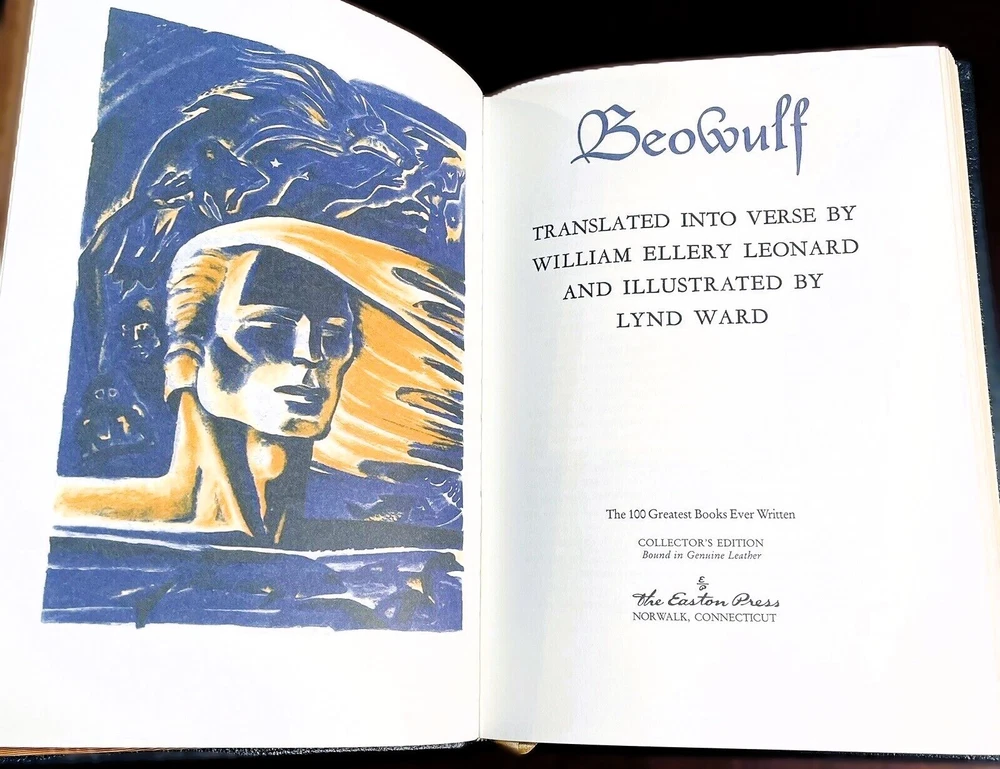 Beowulf
TRANSLATED INTO VERSE BY
WILLIAM ELLERY LEONARD
AND ILLUSTRATED BY
LYND WARD
The 100 Greatest Books Ever Written
COLLECTOR'S EDITION
Bound in Genuine Leather
The Easton Press
NORWALK, CONNECTICUT